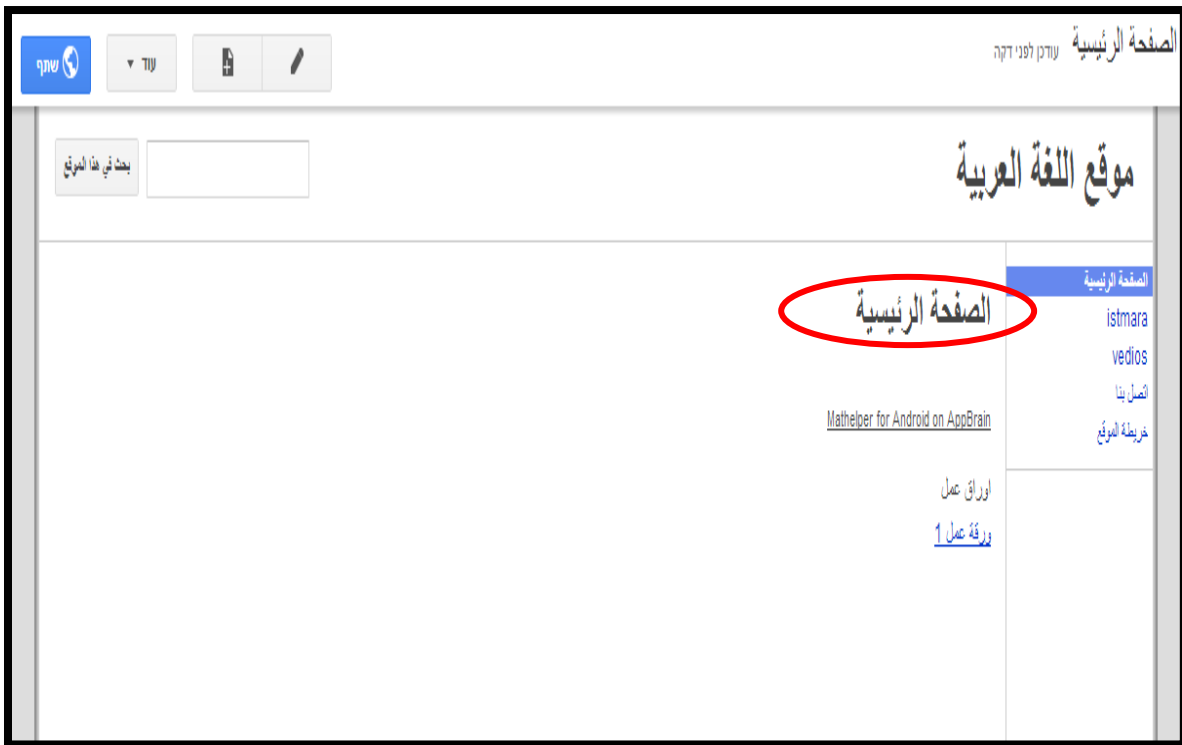 الصفحة الرئيسية עודכן לפני דקה
עוד
שתף
موقع اللغة العربية
بحث في هذا الموقع
الصفحة الرئيسية
istmara
vedios
اتصل بنا
خريطة الموقع
الصفحة الرئيسية
Mathelper for Android on AppBrain
اوراق عمل
ورقة عمل 1